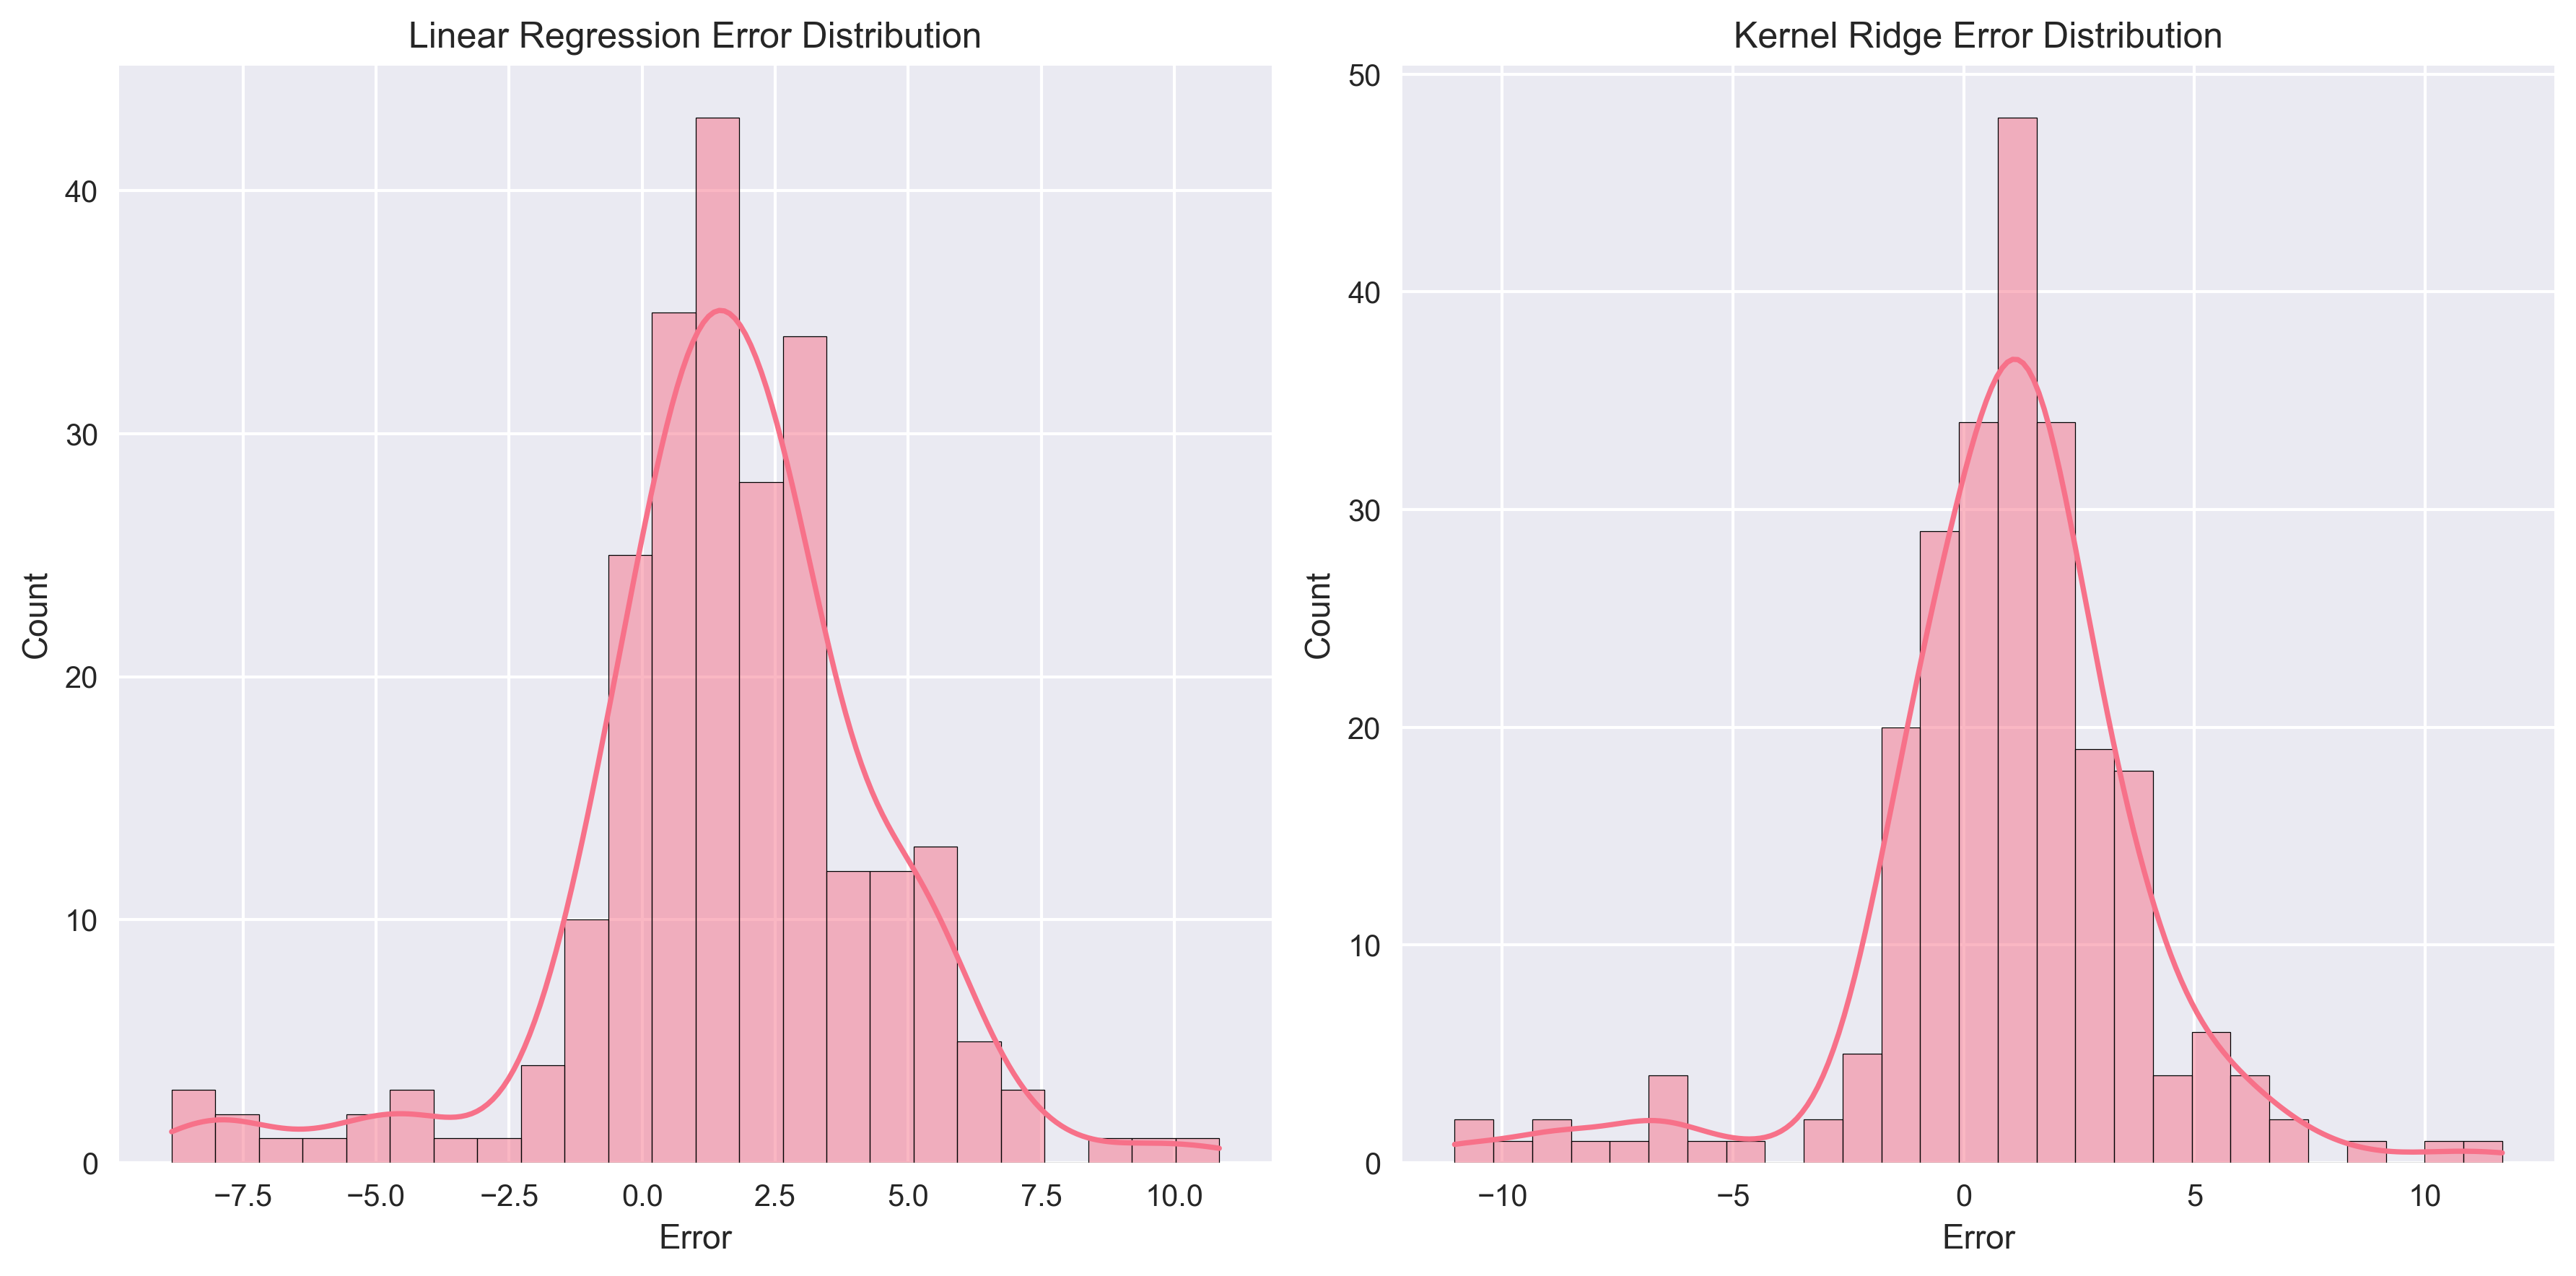 Linear Regression Error Distribution
Count
40
30
20
10
0
−7.5 −5.0 −2.5 0.0 2.5 5.0 7.5 10.0
Error
Kernel Ridge Error Distribution
Count
50
40
30
20
10
0
−10 −5 0 5 10
Error